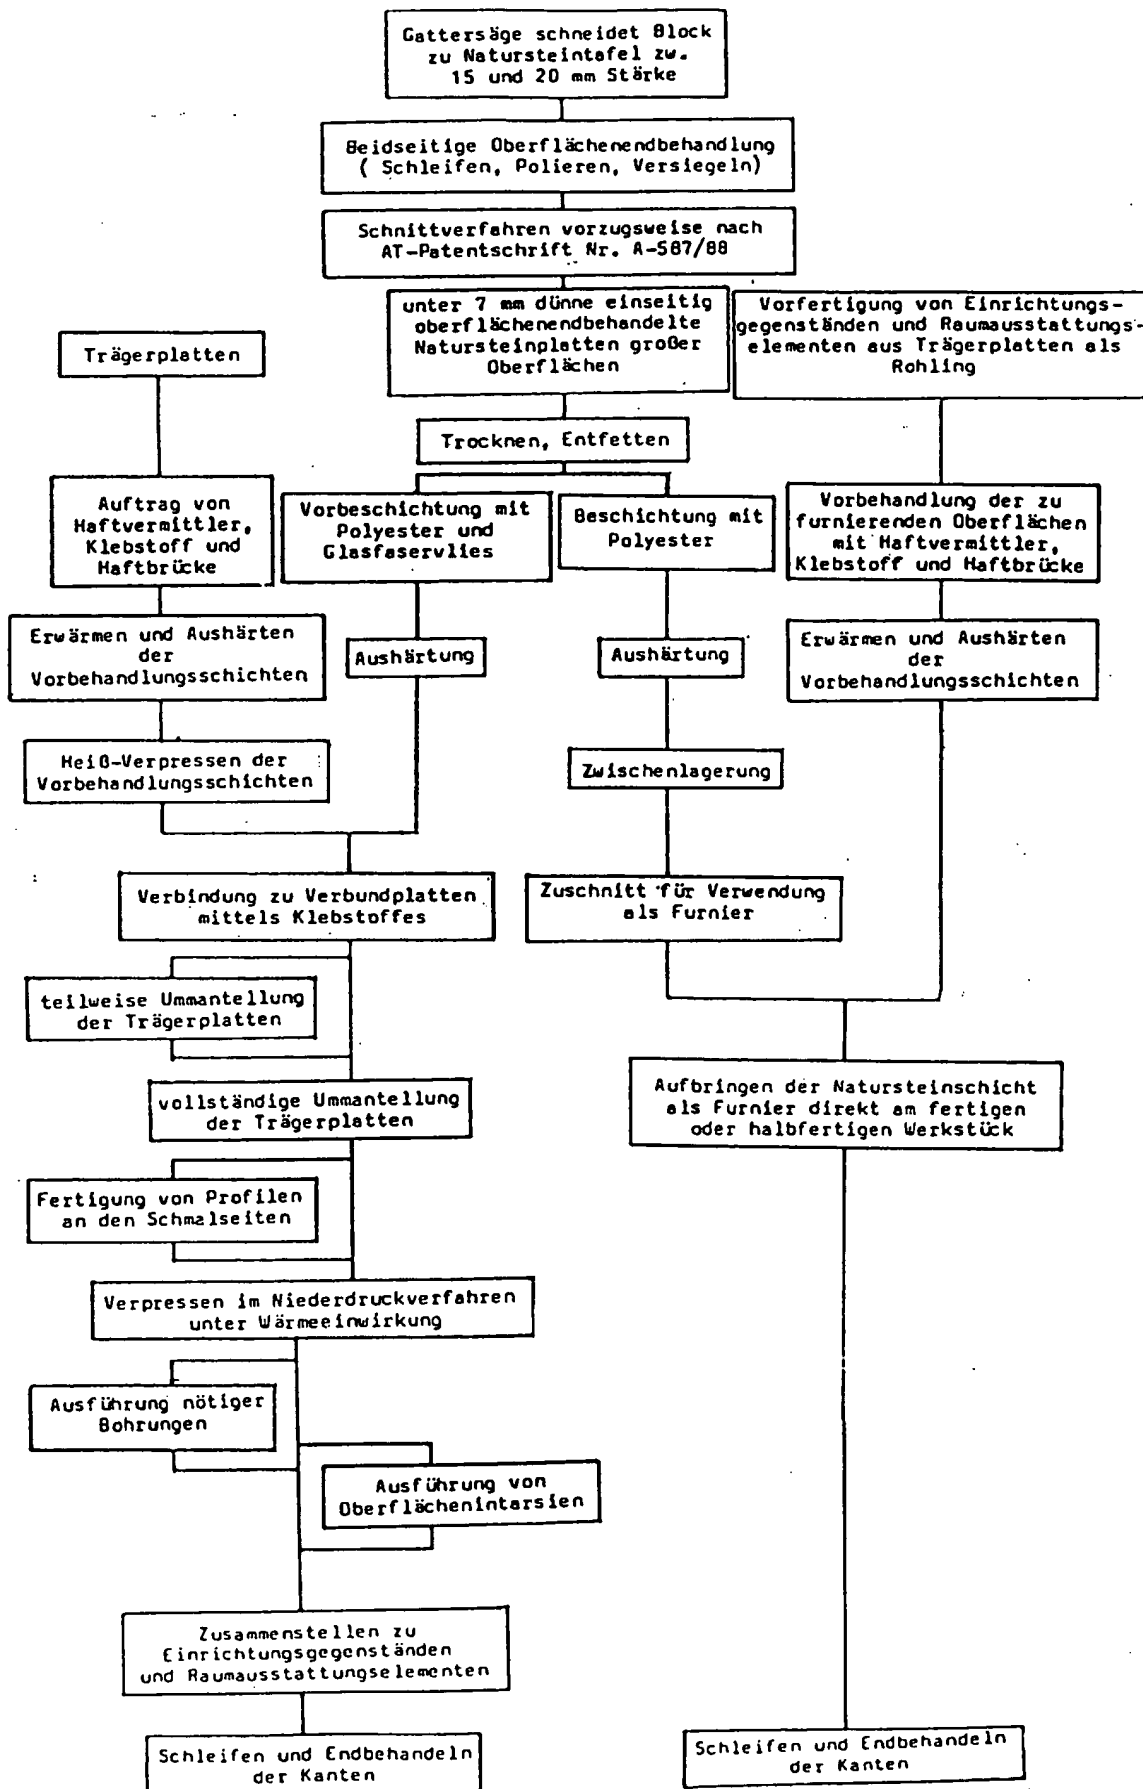 Gattersäge schneidet Block
zu Natursteintafel zw.
15 und 20 mm Stärke
Beidseitige Oberflächenendbehandlung
( Schleifen, Polieren, Versiegeln)
Schnittverfahren vorzugsweise nach
AT-Patentschrift Nr. A-587/88
unter 7 mm dünne einseitig
oberflächenendbehandelte
Natursteinplatten großer
Oberflächen
Vorfertigung von Einrichtungs-
gegenständen und Raumausstattungs-
elementen aus Trägerplatten als
Rohling
Trägerplatten
Trocknen, Entfetten
Auftrag von
Haftvermittler,
Klebstoff und
Haftbrücke
Vorbeschichtung mit
Polyester und
Glasfaservlies
Beschichtung mit
Polyester
Vorbehandlung der zu
furnierenden Oberflächen
mit Haftvermittler,
Klebstoff und Haftbrücke
Erwärmen und Aushärten
der
Vorbehandlungsschichten
Aushärtung
Aushärtung
Erwärmen und Aushärten
der
Vorbehandlungsschichten
Heiß-Verpressen der
Vorbehandlungsschichten
Zwischenlagerung
Verbindung zu Verbundplatten
mittels Klebstoffes
Zuschnitt für Verwendung
als Furnier
teilweise Ummantellung
der Trägerplatten
vollständige Ummantellung
der Trägerplatten
Aufbringen der Natursteinschicht
als Furnier direkt am fertigen
oder halbfertigen Werkstück
Fertigung von Profilen
an den Schmalseiten
Verpressen im Niederdruckverfahren
unter Wärmeeinwirkung
Ausführung nötiger
Bohrungen
Ausführung von
Oberflächenintarsien
Zusammenstellen zu
Einrichtungsgegenständen
und Raumausstattungselementen
Schleifen und Endbehandeln
der Kanten
Schleifen und Endbehandeln
der Kanten